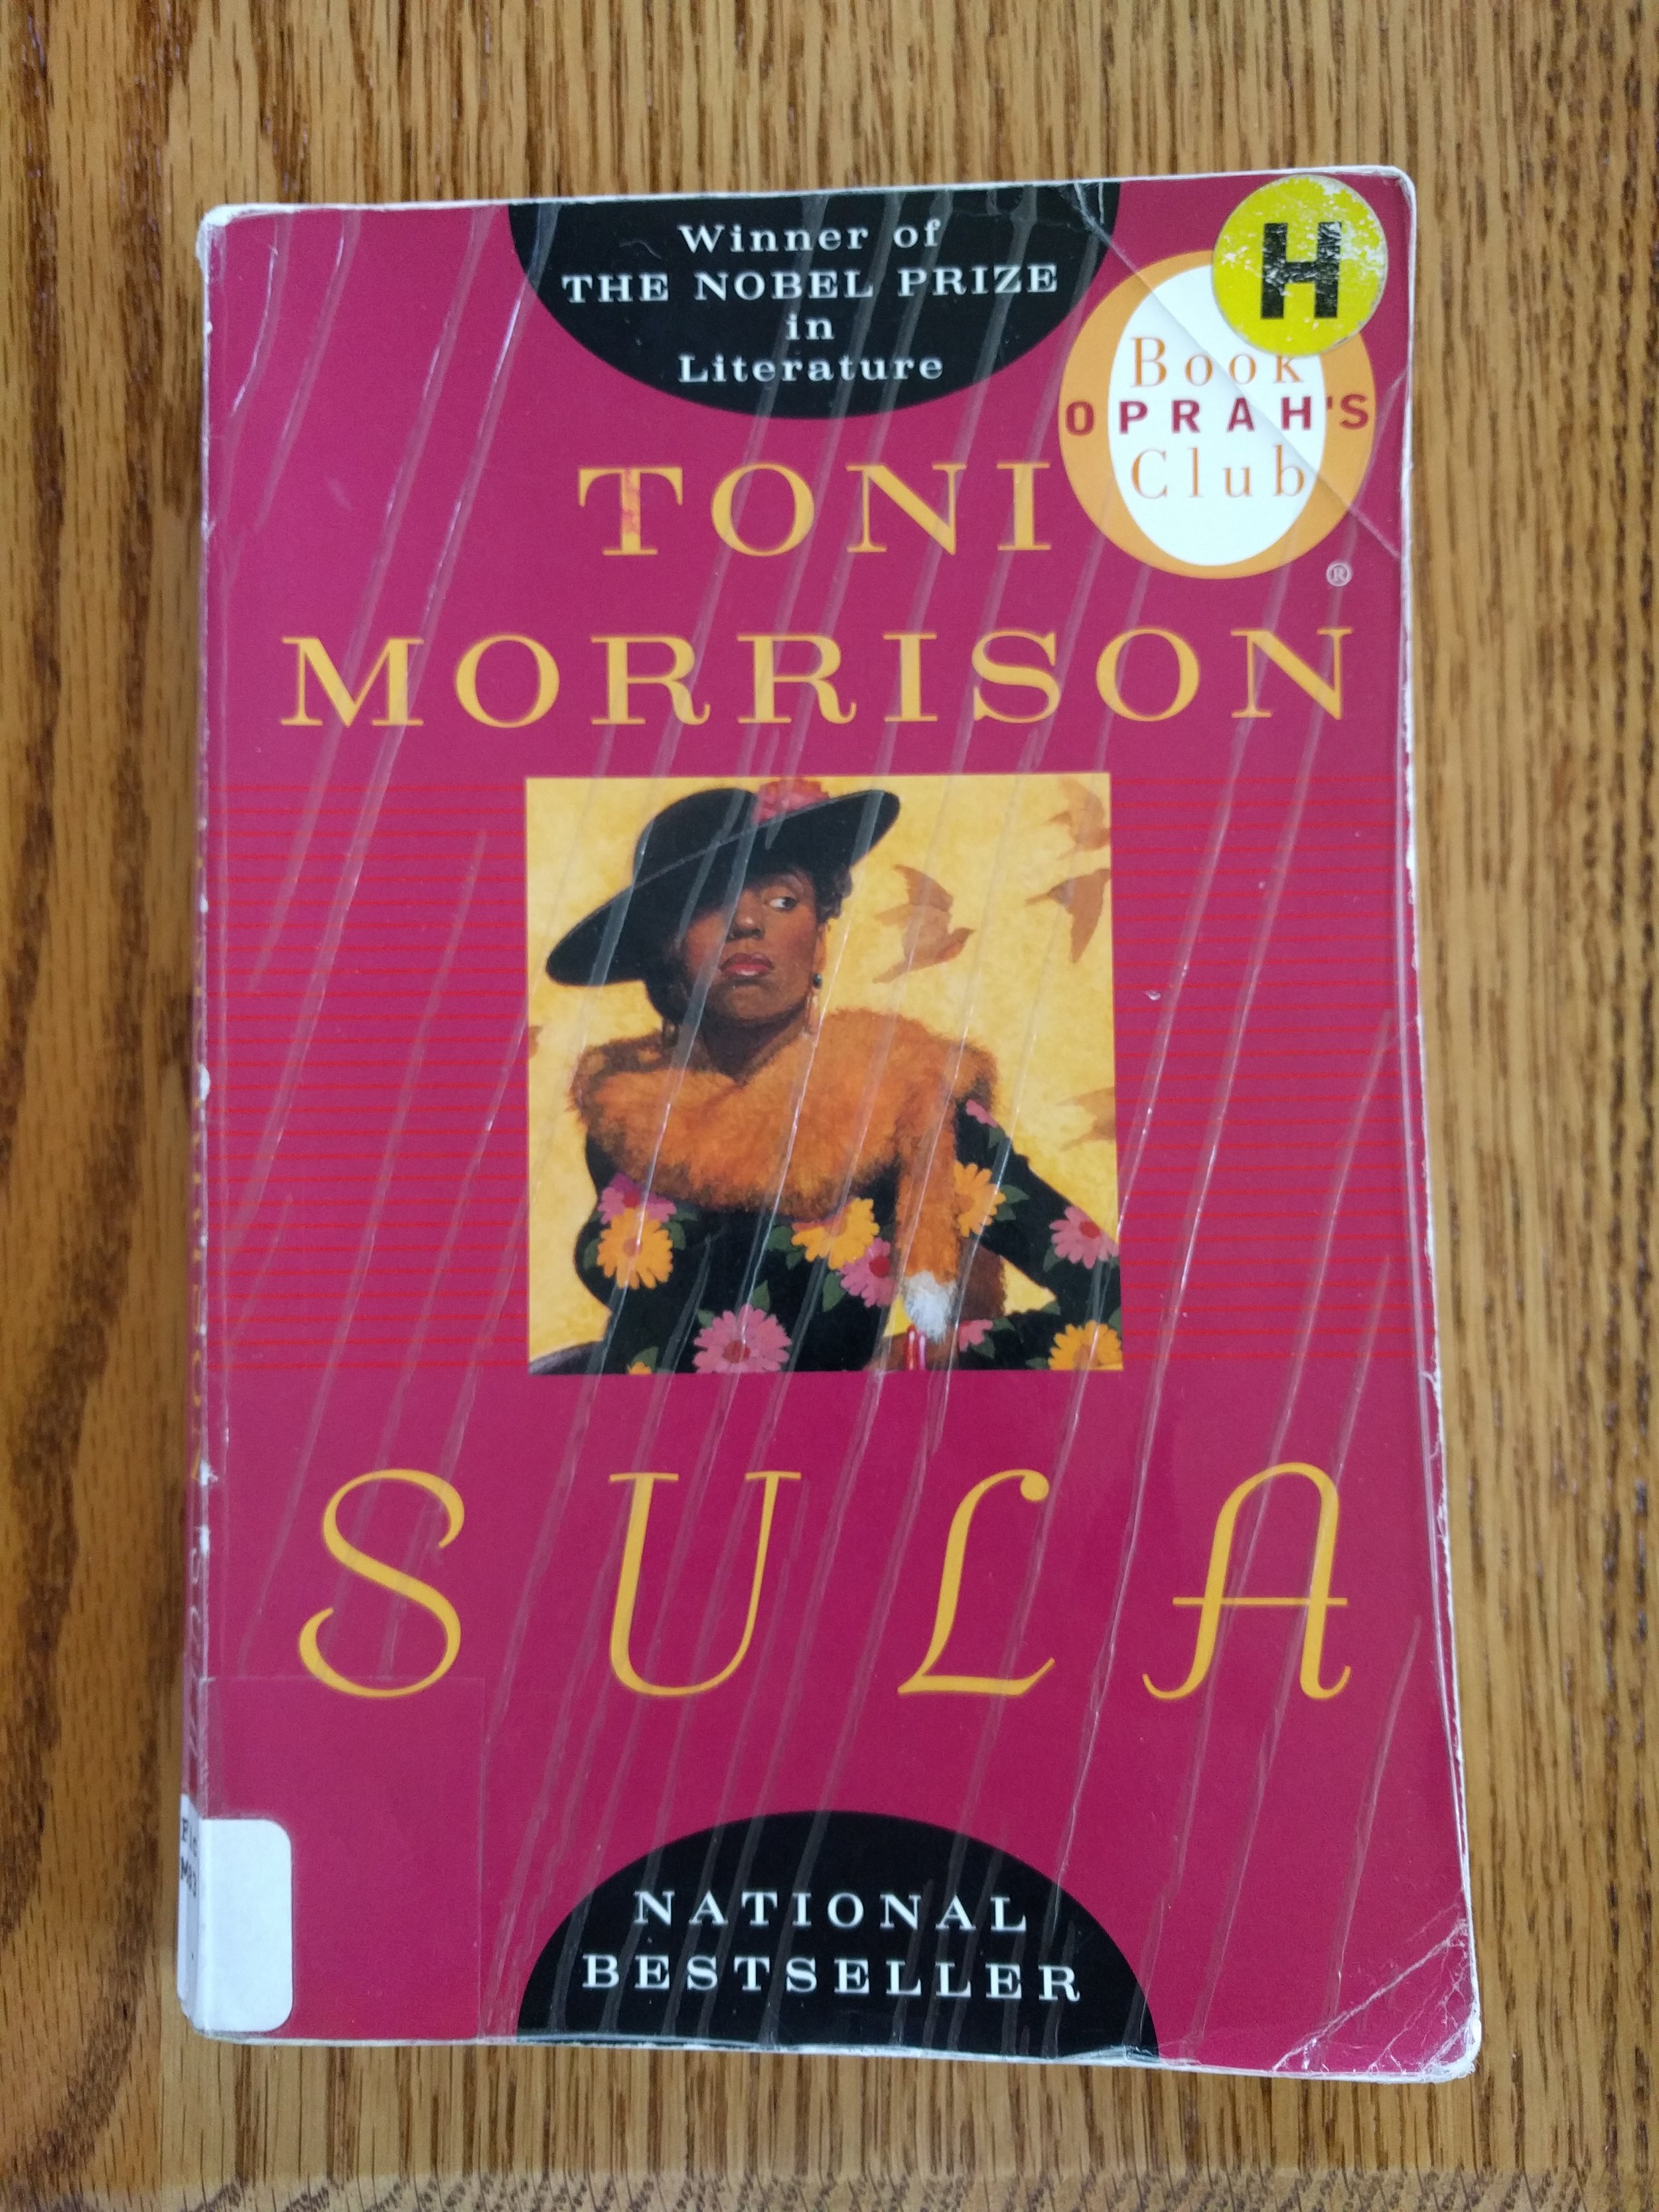 Winner of
THE NOBEL PRIZE
in
Literature
H
Book
OPRAH'S
Club
®
TONI
MORRISON
SULA
NATIONAL
BESTSELLER